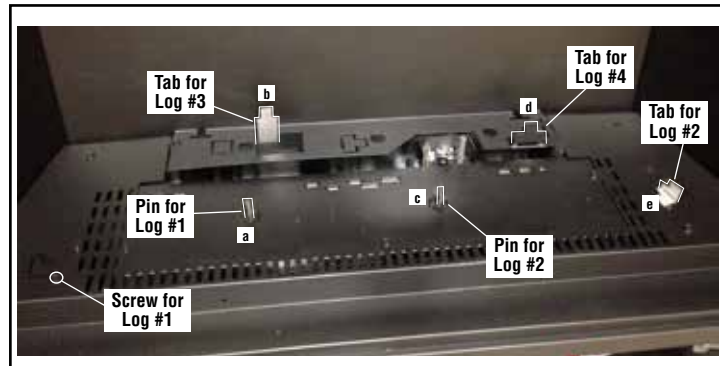 Tab for
Log #3
b
d
Tab for
Log #4
Tab for
Log #2
Pin for
Log #1
a
c
e
Pin for
Log #2
Screw for
Log #1